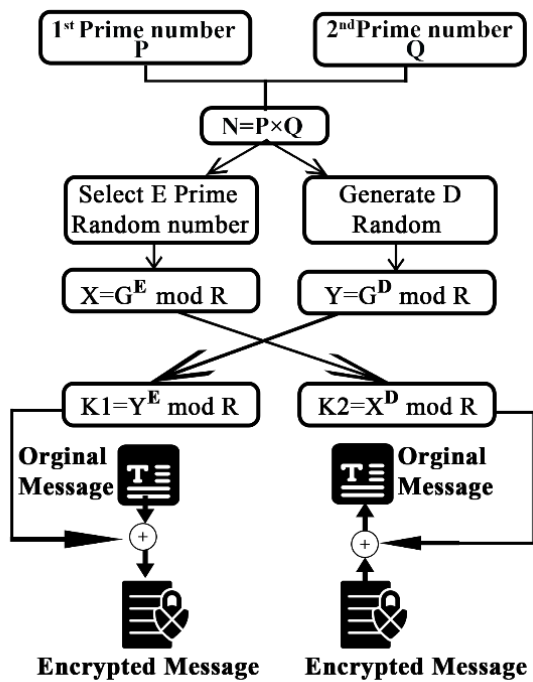 1ˢᵗ Prime number
P
2ⁿᵈPrime number
Q
N=P×Q
Select E Prime
Random number
Generate D
Random
X=Gᴱ mod R
Y=Gᴰ mod R
K1=Yᴱ mod R
K2=Xᴰ mod R
Orginal
Message
T
+
Encrypted Message
Orginal
Message
T
+
Encrypted Message